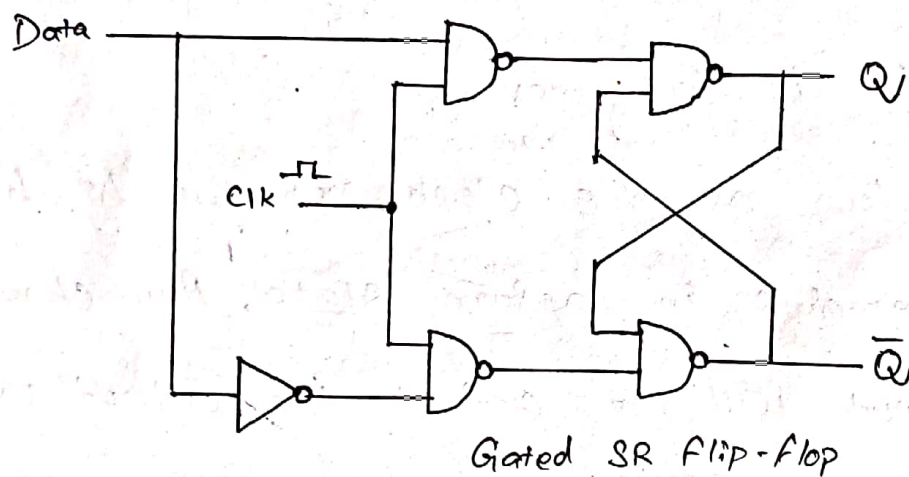 Data
Q
Clk
Q̅
Gated SR flip-flop